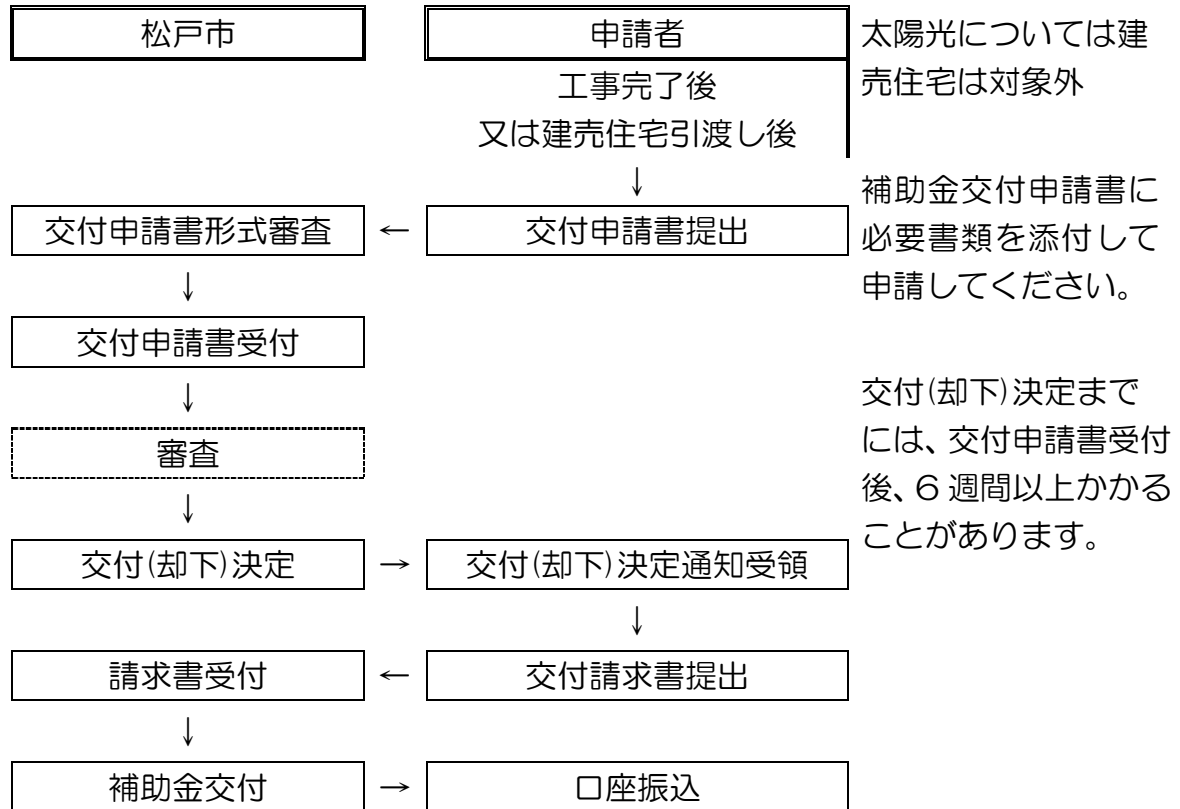 松戸市
申請者
太陽光については建
売住宅は対象外
工事完了後
又は建売住宅引渡し後
↓
補助金交付申請書に
必要書類を添付して
申請してください。
交付申請書形式審査
←
交付申請書提出
↓
交付申請書受付
↓
審査
交付(却下)決定まで
には、交付申請書受付
後、6週間以上かかる
ことがあります。
↓
交付(却下)決定
→
交付(却下)決定通知受領
↓
請求書受付
←
交付請求書提出
↓
補助金交付
→
口座振込